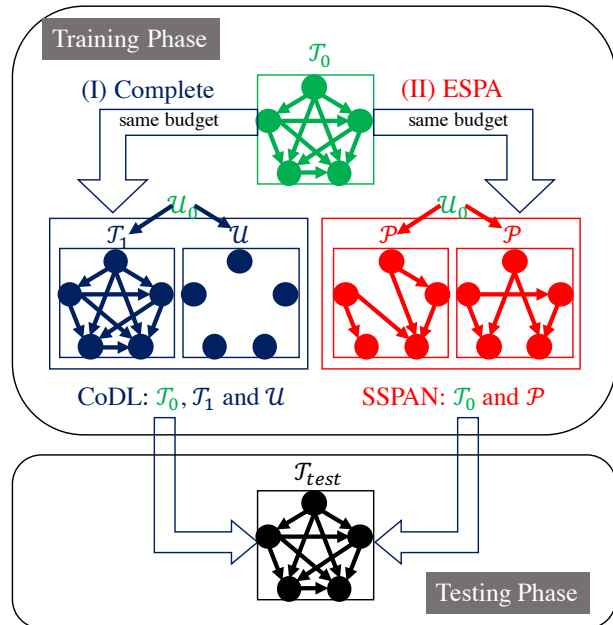 Training Phase
𝒯₀
(I) Complete
(II) ESPA
same budget
same budget
𝒰₀
𝒰₀
𝒯₁
𝒰
𝒫
𝒫
CoDL: 𝒯₀, 𝒯₁ and 𝒰
SSPAN: 𝒯₀ and 𝒫
𝒯test
Testing Phase